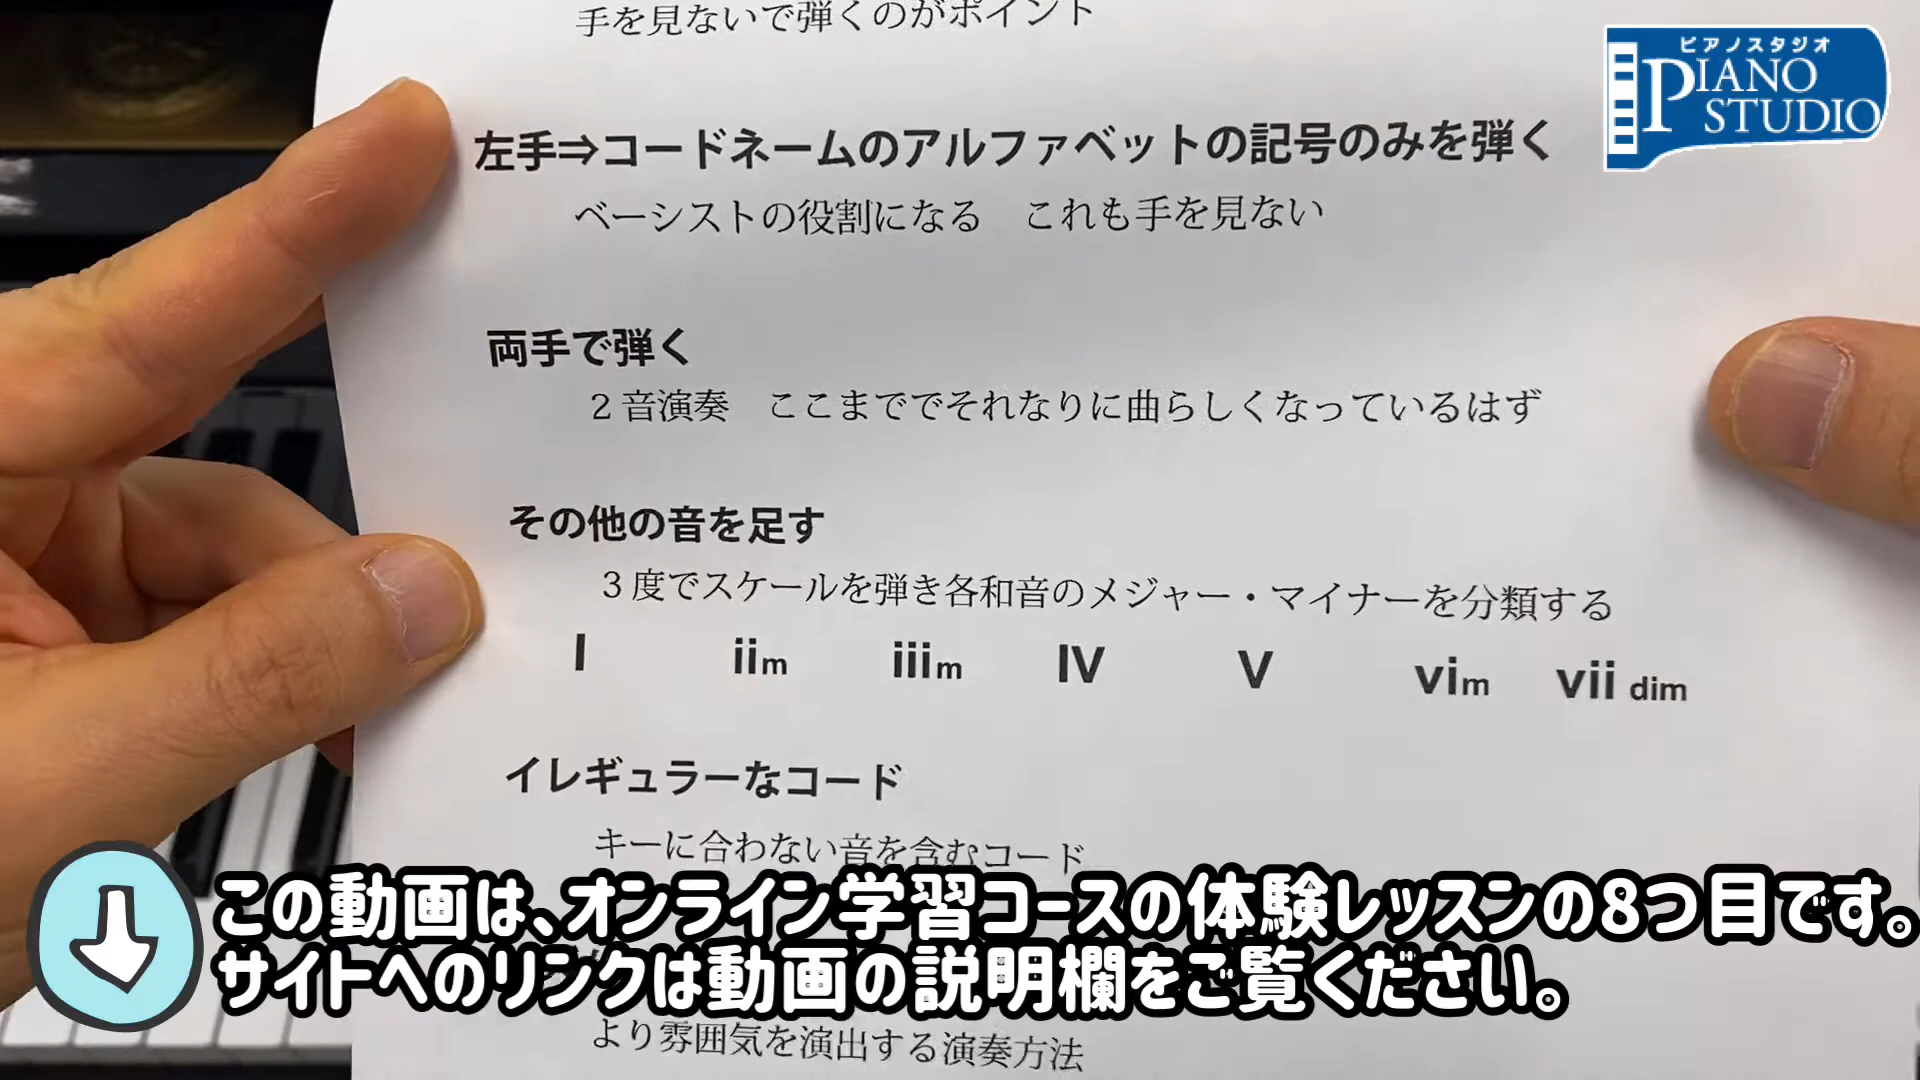 手を見ないで弾くのがポイント
ピアノスタジオ
PIANO
STUDIO
左手⇒コードネームのアルファベットの記号のみを弾く
ベーシストの役割になる　これも手を見ない
両手で弾く
２音演奏　ここまででそれなりに曲らしくなっているはず
その他の音を足す
３度でスケールを弾き各和音のメジャー・マイナーを分類する
I iim iiim IV V vim vii dim
イレギュラーなコード
キーに合わない音を含むコード
この動画は、オンライン学習コースの体験レッスンの8つ目です。
サイトへのリンクは動画の説明欄をご覧ください。
より雰囲気を演出する演奏方法